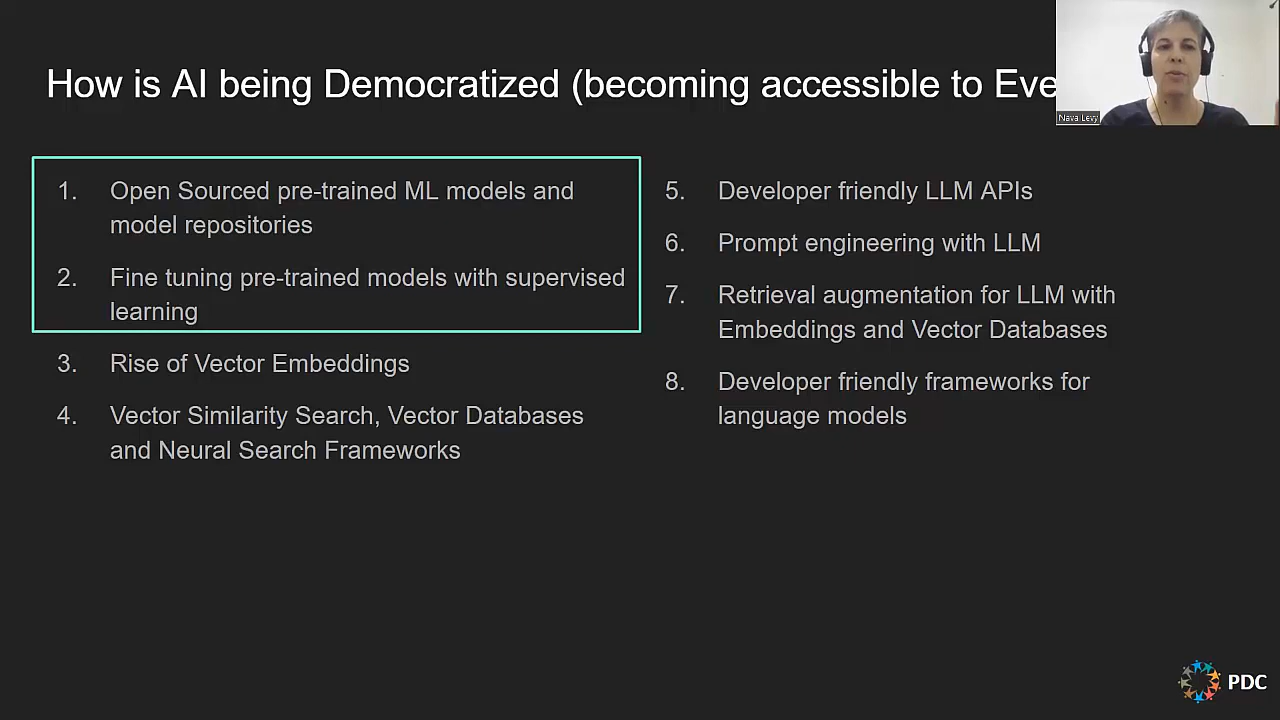 How is AI being Democratized (becoming accessible to Eve
Nava Levy
1. Open Sourced pre-trained ML models and
model repositories
2. Fine tuning pre-trained models with supervised
learning
3. Rise of Vector Embeddings
4. Vector Similarity Search, Vector Databases
and Neural Search Frameworks
5. Developer friendly LLM APIs
6. Prompt engineering with LLM
7. Retrieval augmentation for LLM with
Embeddings and Vector Databases
8. Developer friendly frameworks for
language models
PDC